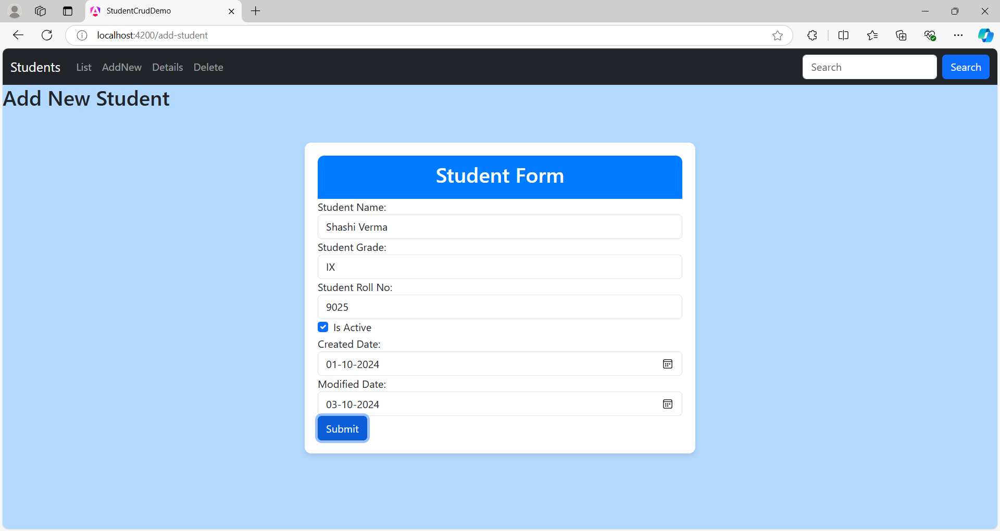 StudentCrudDemo
localhost:4200/add-student
Students List AddNew Details Delete Search Search
Add New Student
Student Form
Student Name:
Shashi Verma
Student Grade:
IX
Student Roll No:
9025
Is Active
Created Date:
01-10-2024
Modified Date:
03-10-2024
Submit